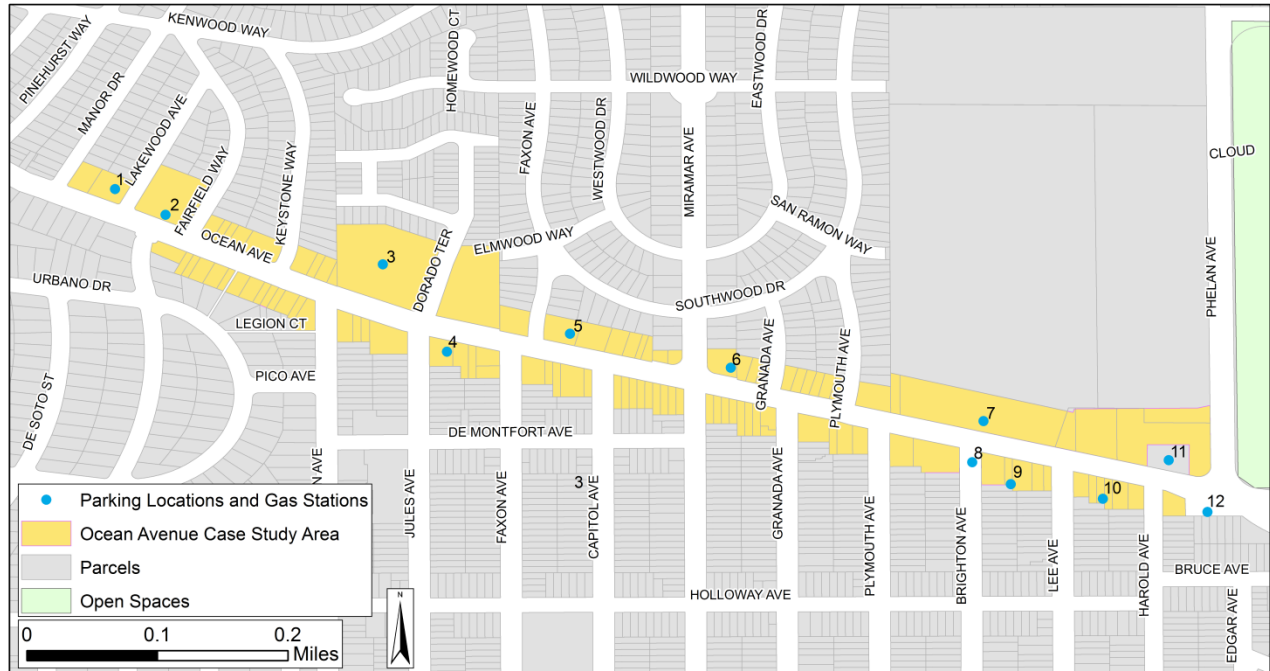 KENWOOD WAY
PINEHURST WAY
MANOR DR
LAKEWOOD AVE
FAIRFIELD WAY
KEYSTONE WAY
HOMEWOOD CT
WILDWOOD WAY
EASTWOOD DR
FAXON AVE
WESTWOOD DR
MIRAMAR AVE
CLOUD
SAN RAMON WAY
ELMWOOD WAY
DORADO TER
OCEAN AVE
URBANO DR
LEGION CT
SOUTHWOOD DR
PHELAN AVE
GRANADA AVE
PLYMOUTH AVE
PICO AVE
DE SOTO ST
DE MONTFORT AVE
1
2
3
4
5
6
7
8
9
10
11
12
3
N AVE
JULES AVE
FAXON AVE
CAPITOL AVE
GRANADA AVE
PLYMOUTH AVE
BRIGHTON AVE
LEE AVE
HAROLD AVE
BRUCE AVE
EDGAR AVE
HOLLOWAY AVE
Parking Locations and Gas Stations
Ocean Avenue Case Study Area
Parcels
Open Spaces
0 0.1 0.2
Miles
N